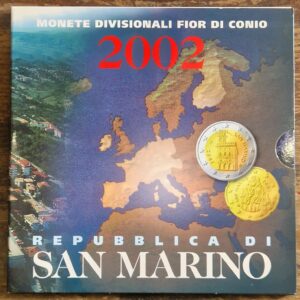 MONETE DIVISIONALI FIOR DI CONIO
2002
REPUBBLICA DI
SAN MARINO